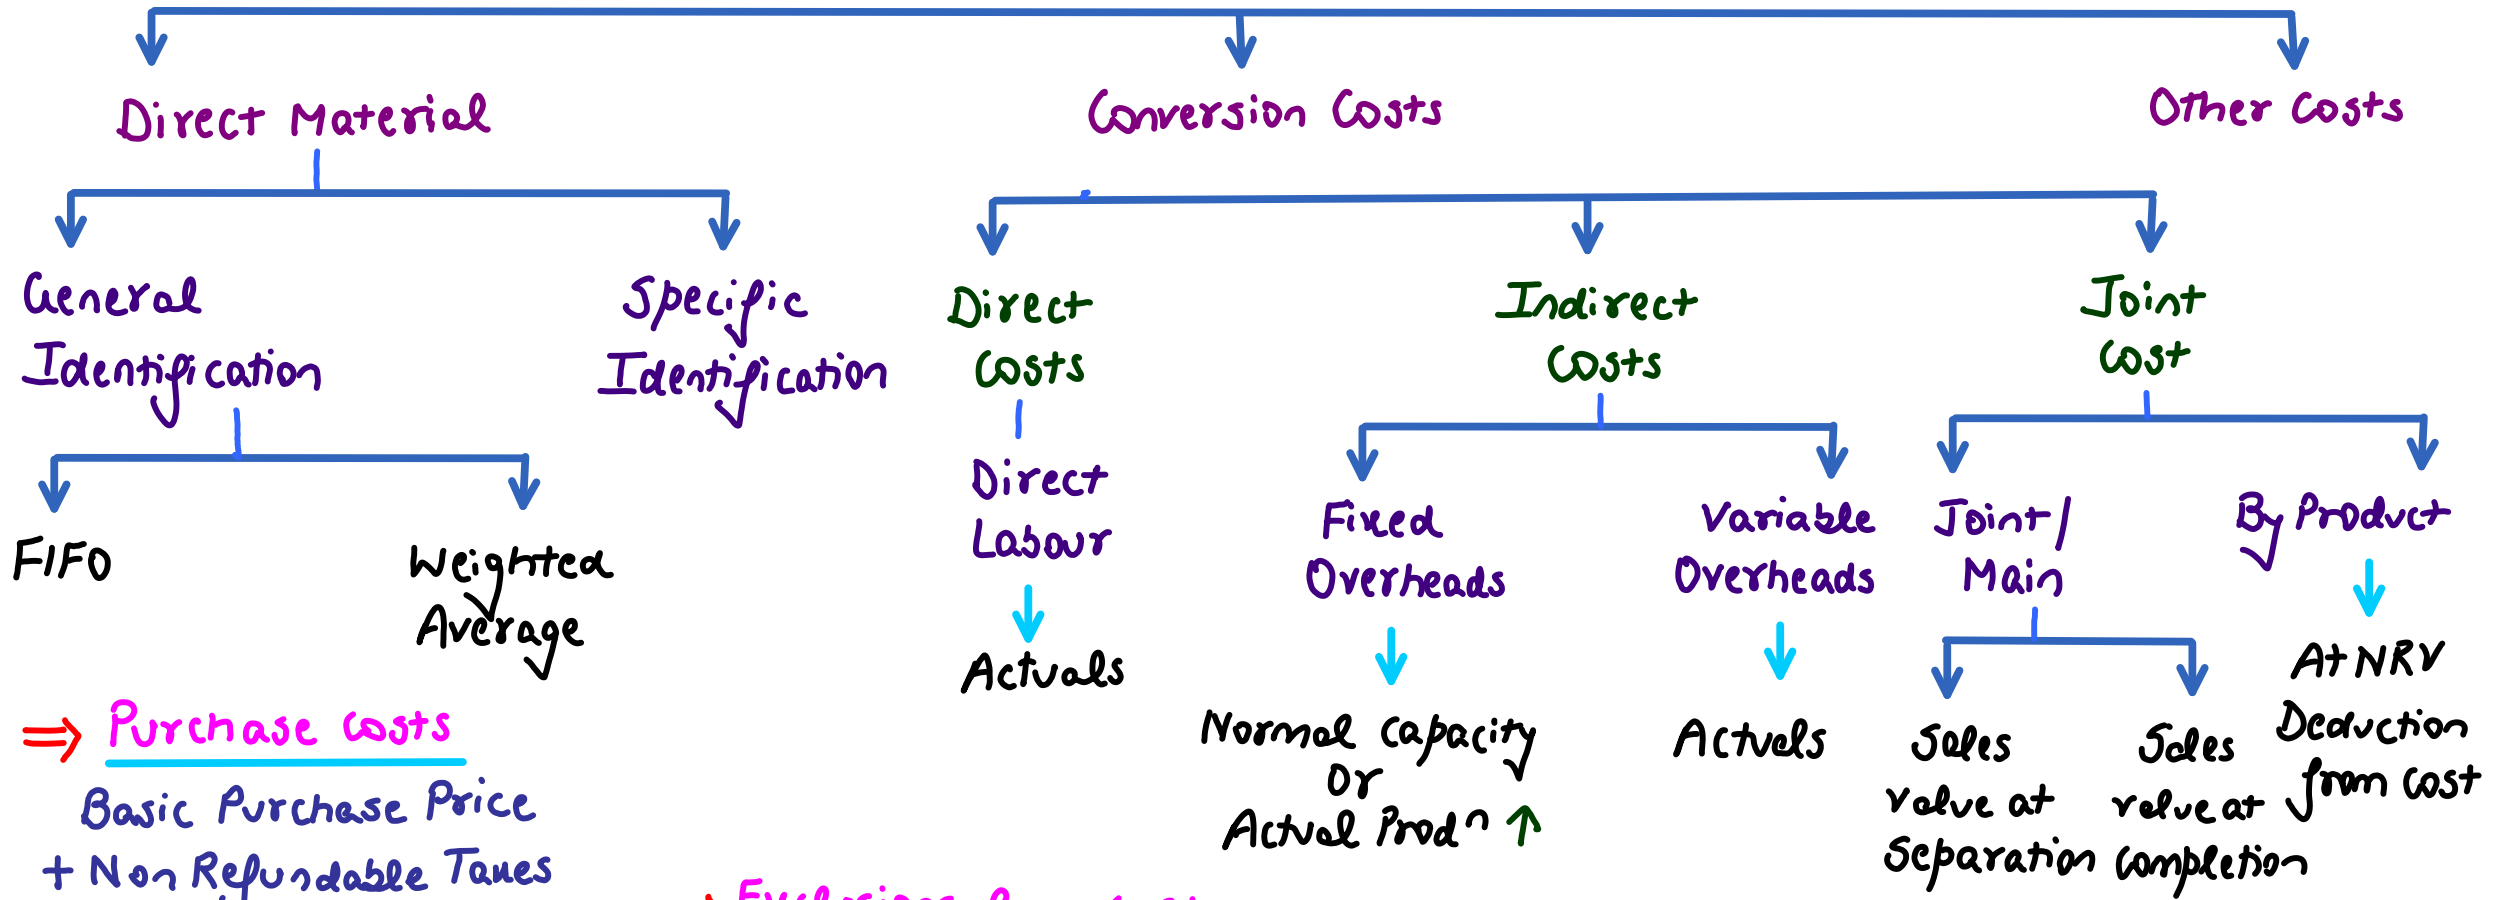 Direct Material
Conversion Costs
Other Costs
General
Identification
Specific
Identification
Direct
Costs
Indirect
Costs
Joint
Cost
FIFO
Weighted
Average
Direct
Labour
Actuals
Fixed
Overheads
Variable
Overheads
Joint/
Main
By Product
Normal Capacity
Or
Actual prodn ↑
Actuals
Sales
value at
Separation
Sales
value at
Completion
At NRV
Deduction
from Cost
⇒ Purchase costs
Basic Purchase Price
+ Non refundable Taxes